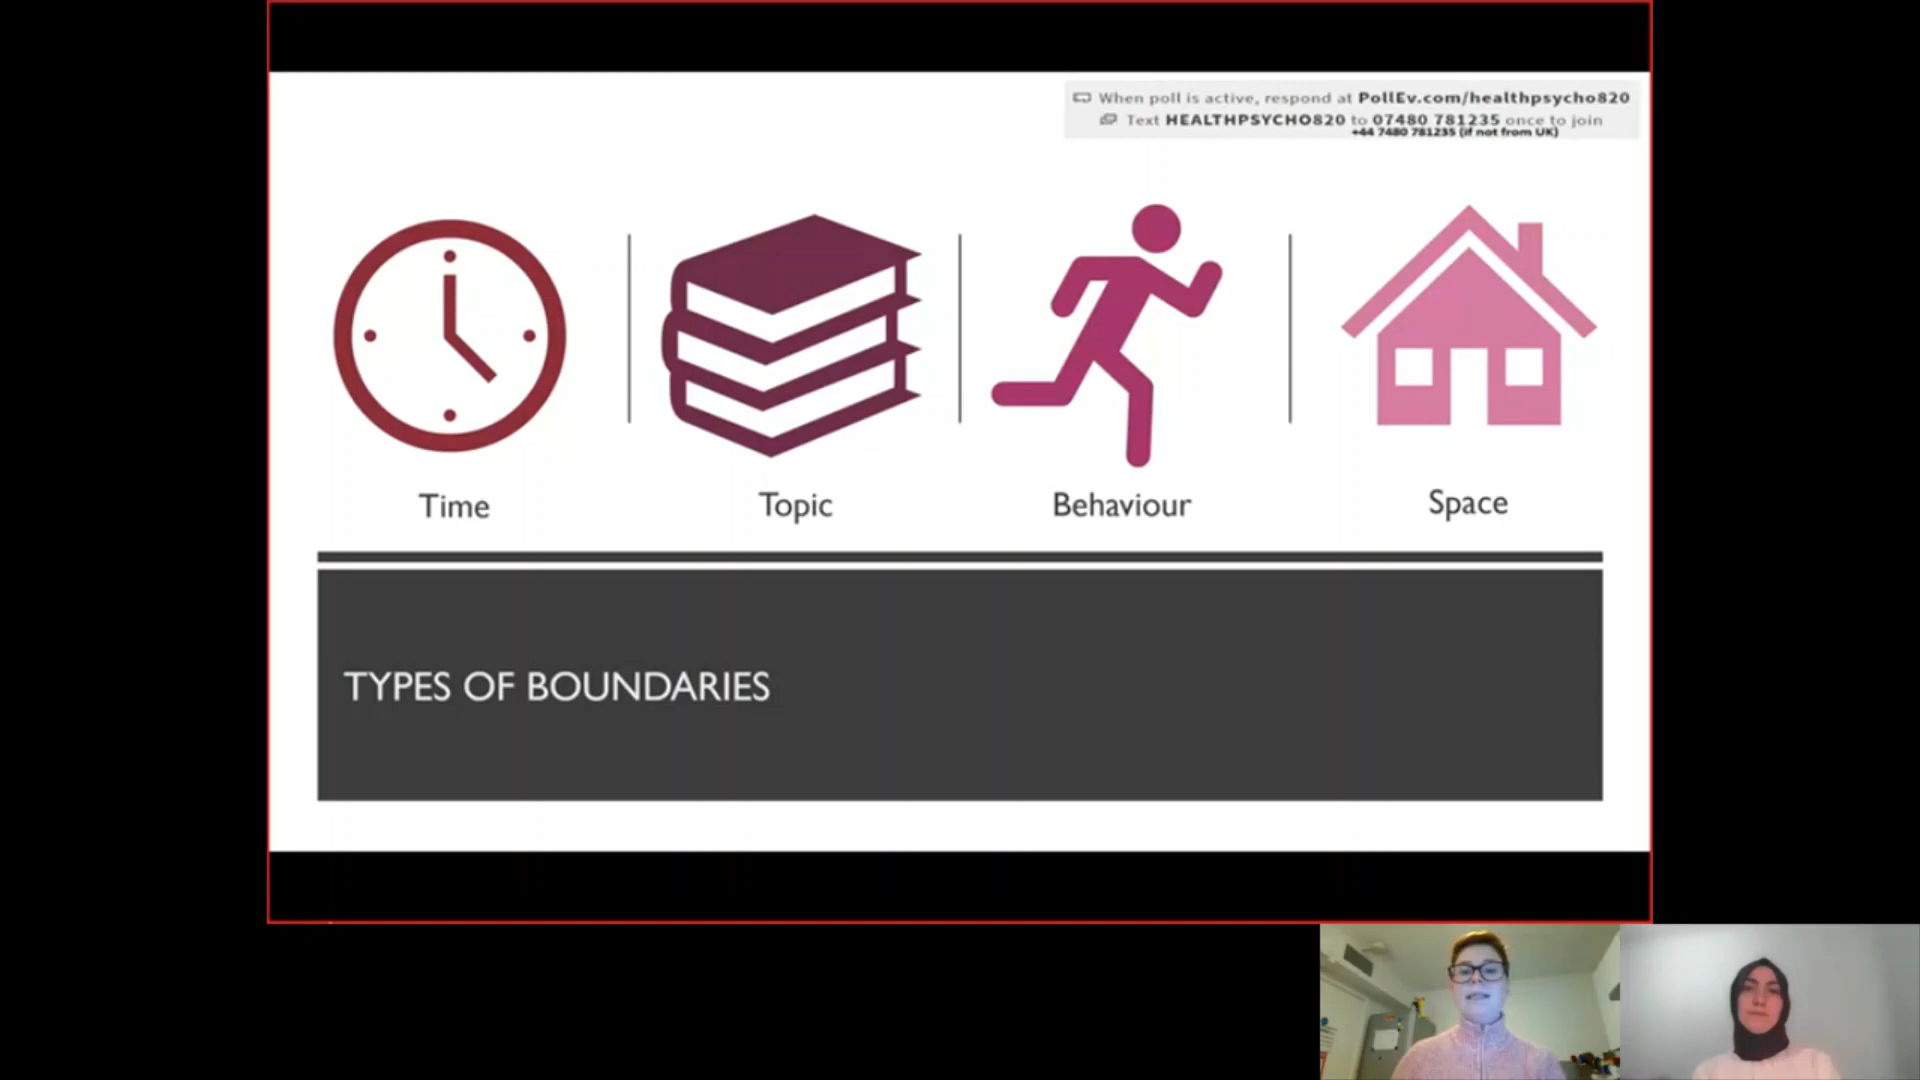 When poll is active, respond at PollEv.com/healthpsycho820
Text HEALTHPSYCHO820 to 07480 781235 once to join
+44 7480 781235 (if not from UK)
Time
Topic
Behaviour
Space
TYPES OF BOUNDARIES